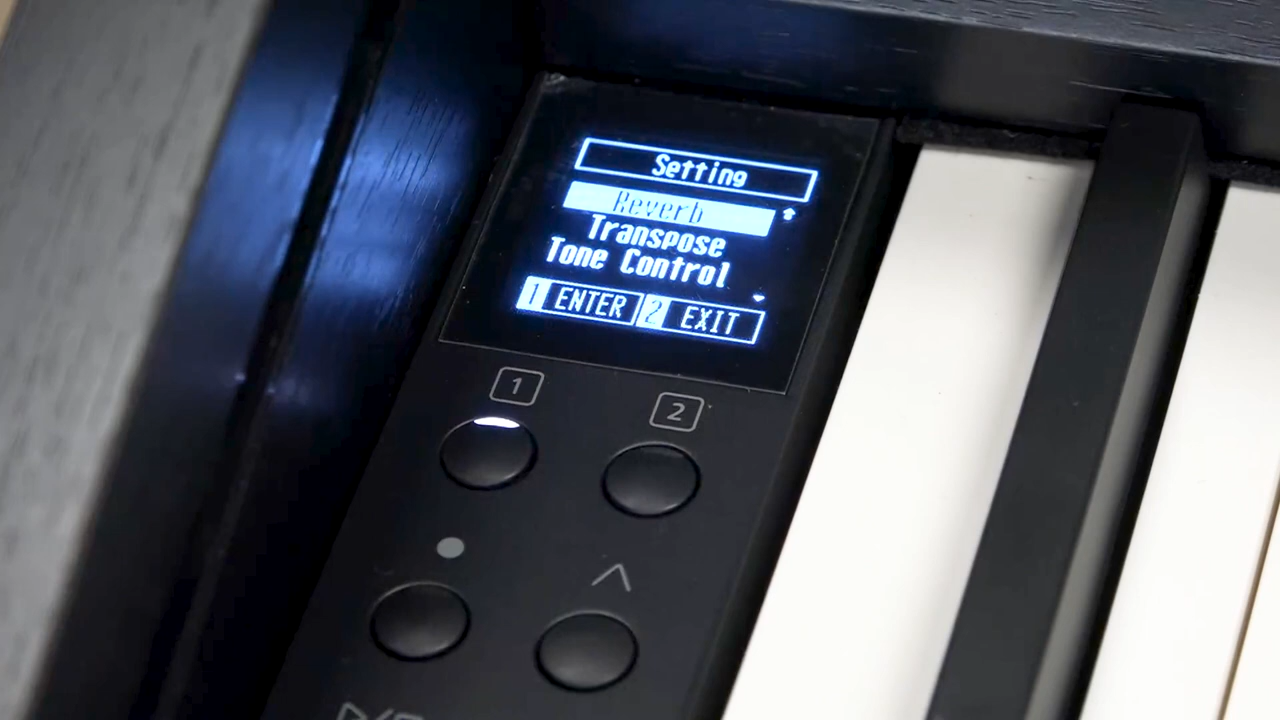 Setting
Reverb
Transpose
Tone Control
1 ENTER 2 EXIT
1 2